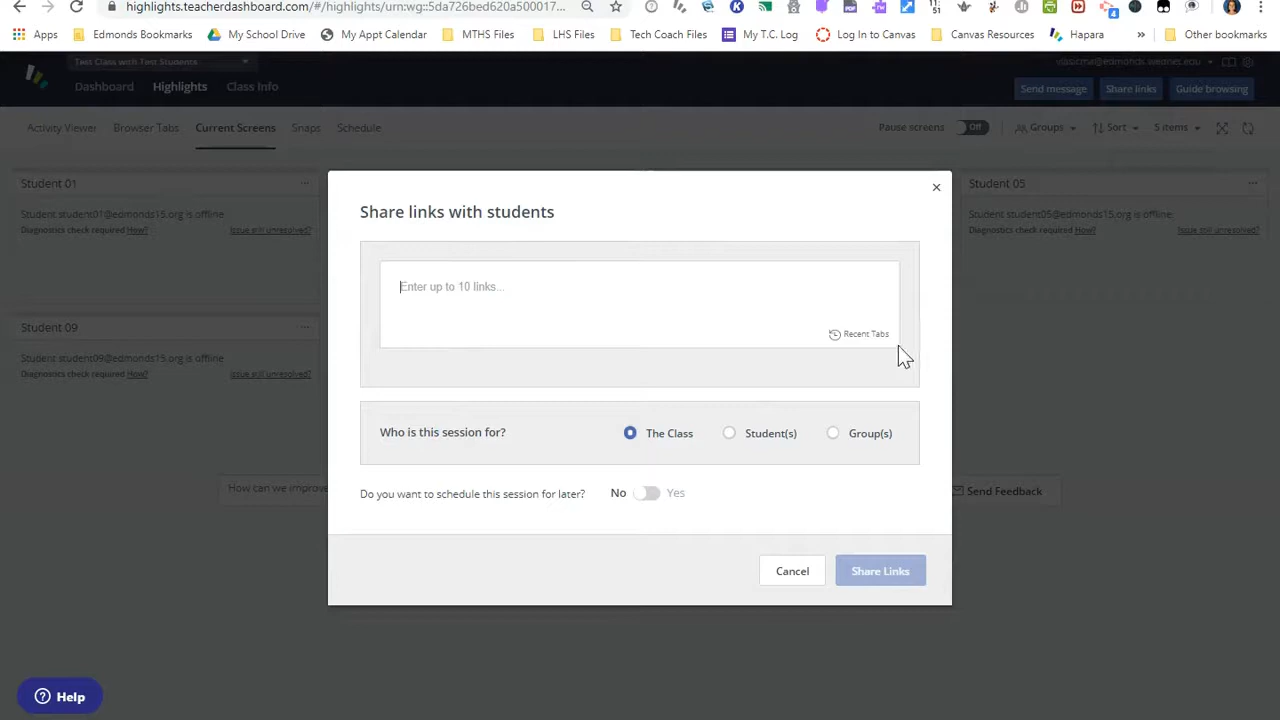 highlights.teacherdashboard.com/#/highlights/urn:wg::5da726bed620a500017...
Apps Edmonds Bookmarks My School Drive My Appt Calendar MTHS Files LHS Files Tech Coach Files My T.C. Log Log In to Canvas Canvas Resources Hapara » Other bookmarks
Test Class with Test Students
Dashboard Highlights Class Info Send message Share links Guide browsing
Activity Viewer Browser Tabs Current Screens Snaps Schedule Pause screens Off Groups Sort 5 items
Student 01
Student student01@edmonds15.org is offline
Diagnostics check required How? Issue still unresolved?
Student 05
Student student05@edmonds15.org is offline
Diagnostics check required How? Issue still unresolved?
Student 09
Student student09@edmonds15.org is offline
Diagnostics check required How? Issue still unresolved?
Share links with students
×
Enter up to 10 links...
Recent Tabs
Who is this session for? The Class Student(s) Group(s)
Do you want to schedule this session for later? No Yes
How can we improve
Send Feedback
Cancel Share Links
Help